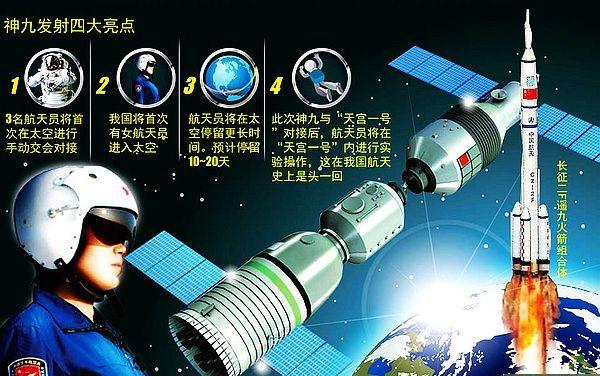 神九发射四大亮点
1
3名航天员将首
次在太空进行
手动交会对接
2
我国将首次
有女航天员
进入太空
3
航天员将在太
空停留更长时
间。预计停留
10~20天
4
此次神九与“天宫一号
”对接后，航天员将在
“天宫一号”内进行实
验操作，这在我国航天
史上是头一回
中国航天
长征二F遥九火箭组合体